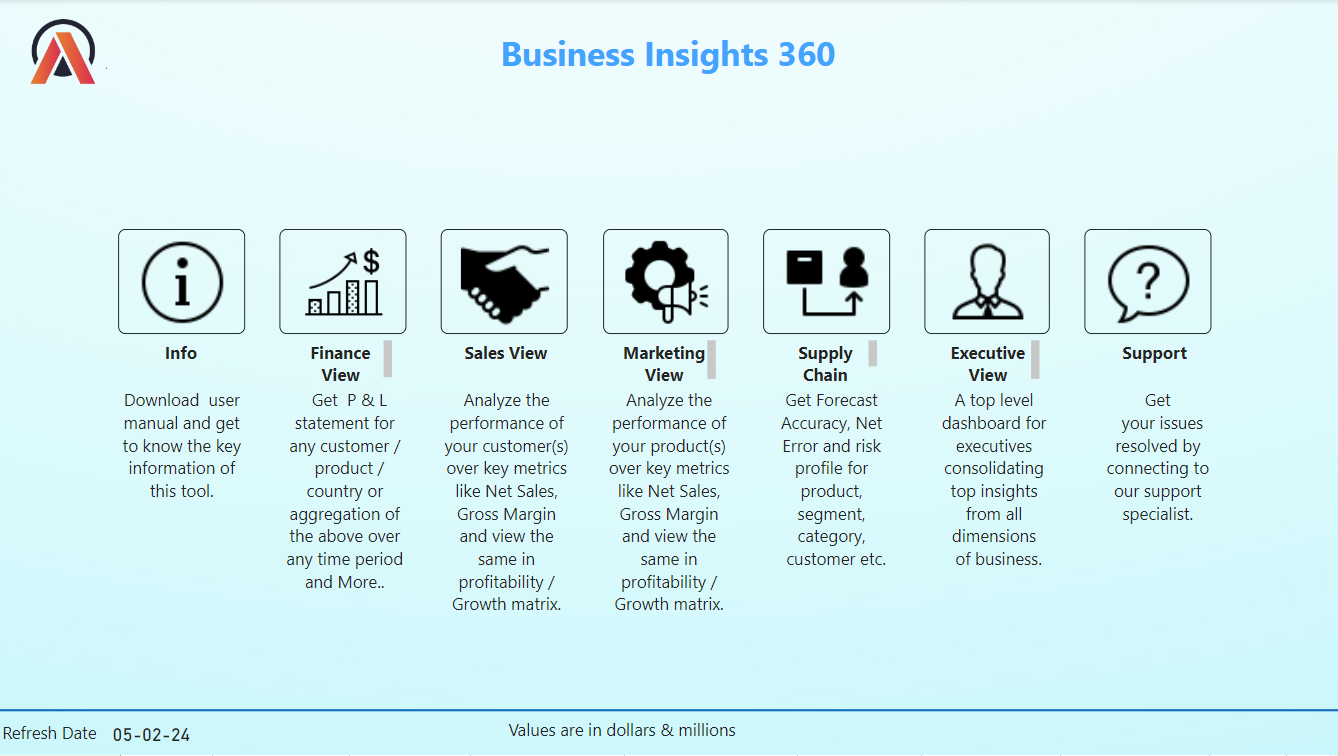 Business Insights 360
Info
Download user
manual and get
to know the key
information of
this tool.
Finance
View
Get P & L
statement for
any customer /
product /
country or
aggregation of
the above over
any time period
and More..
Sales View
Analyze the
performance of
your customer(s)
over key metrics
like Net Sales,
Gross Margin
and view the
same in
profitability /
Growth matrix.
Marketing
View
Analyze the
performance of
your product(s)
over key metrics
like Net Sales,
Gross Margin
and view the
same in
profitability /
Growth matrix.
Supply
Chain
Get Forecast
Accuracy, Net
Error and risk
profile for
product,
segment,
category,
customer etc.
Executive
View
A top level
dashboard for
executives
consolidating
top insights
from all
dimensions
of business.
Support
Get
your issues
resolved by
connecting to
our support
specialist.
Refresh Date 05-02-24
Values are in dollars & millions